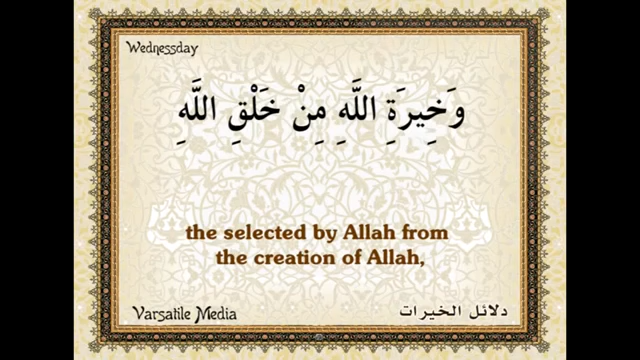 Wednessday
وَخِيرَةِ اللَّهِ مِنْ خَلْقِ اللَّهِ
the selected by Allah from
the creation of Allah,
Varsatile Media
دلائل الخيرات